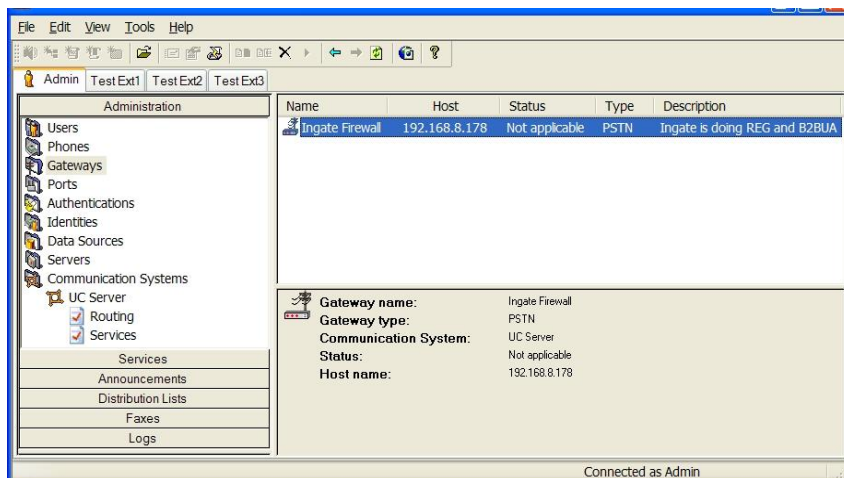 File Edit View Tools Help
Admin Test Ext1 Test Ext2 Test Ext3
Administration
Users
Phones
Gateways
Ports
Authentications
Identities
Data Sources
Servers
Communication Systems
UC Server
Routing
Services
Services
Announcements
Distribution Lists
Faxes
Logs
Name Host Status Type Description
Ingate Firewall 192.168.8.178 Not applicable PSTN Ingate is doing REG and B2BUA
Gateway name: Ingate Firewall
Gateway type: PSTN
Communication System: UC Server
Status: Not applicable
Host name: 192.168.8.178
Connected as Admin